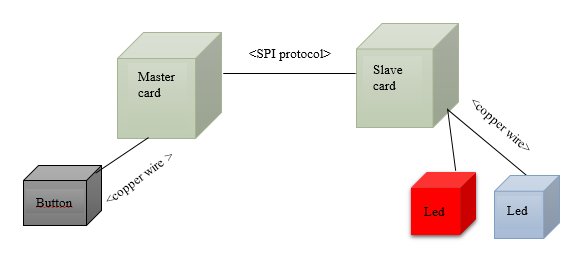 <SPI protocol>
Master
card
Slave
card
<copper wire>
<copper wire >
Button
Led
Led